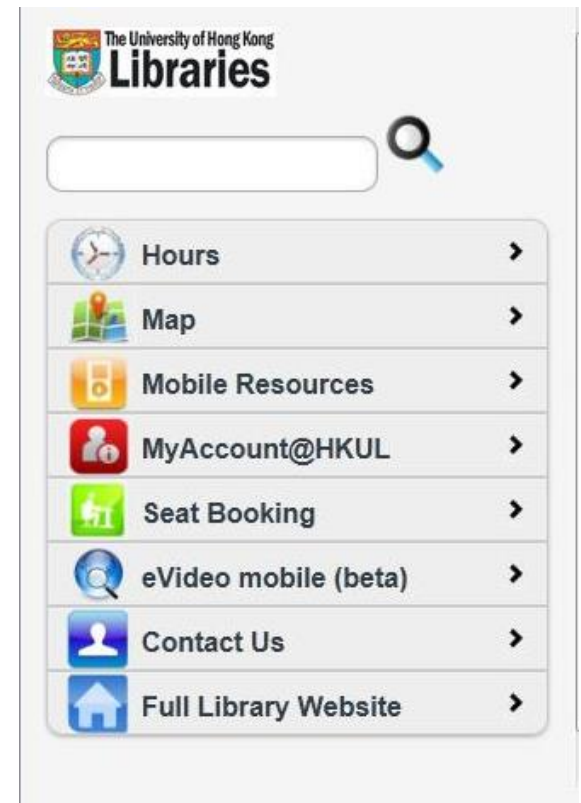 The University of Hong Kong
Libraries
Hours
Map
Mobile Resources
MyAccount@HKUL
Seat Booking
eVideo mobile (beta)
Contact Us
Full Library Website